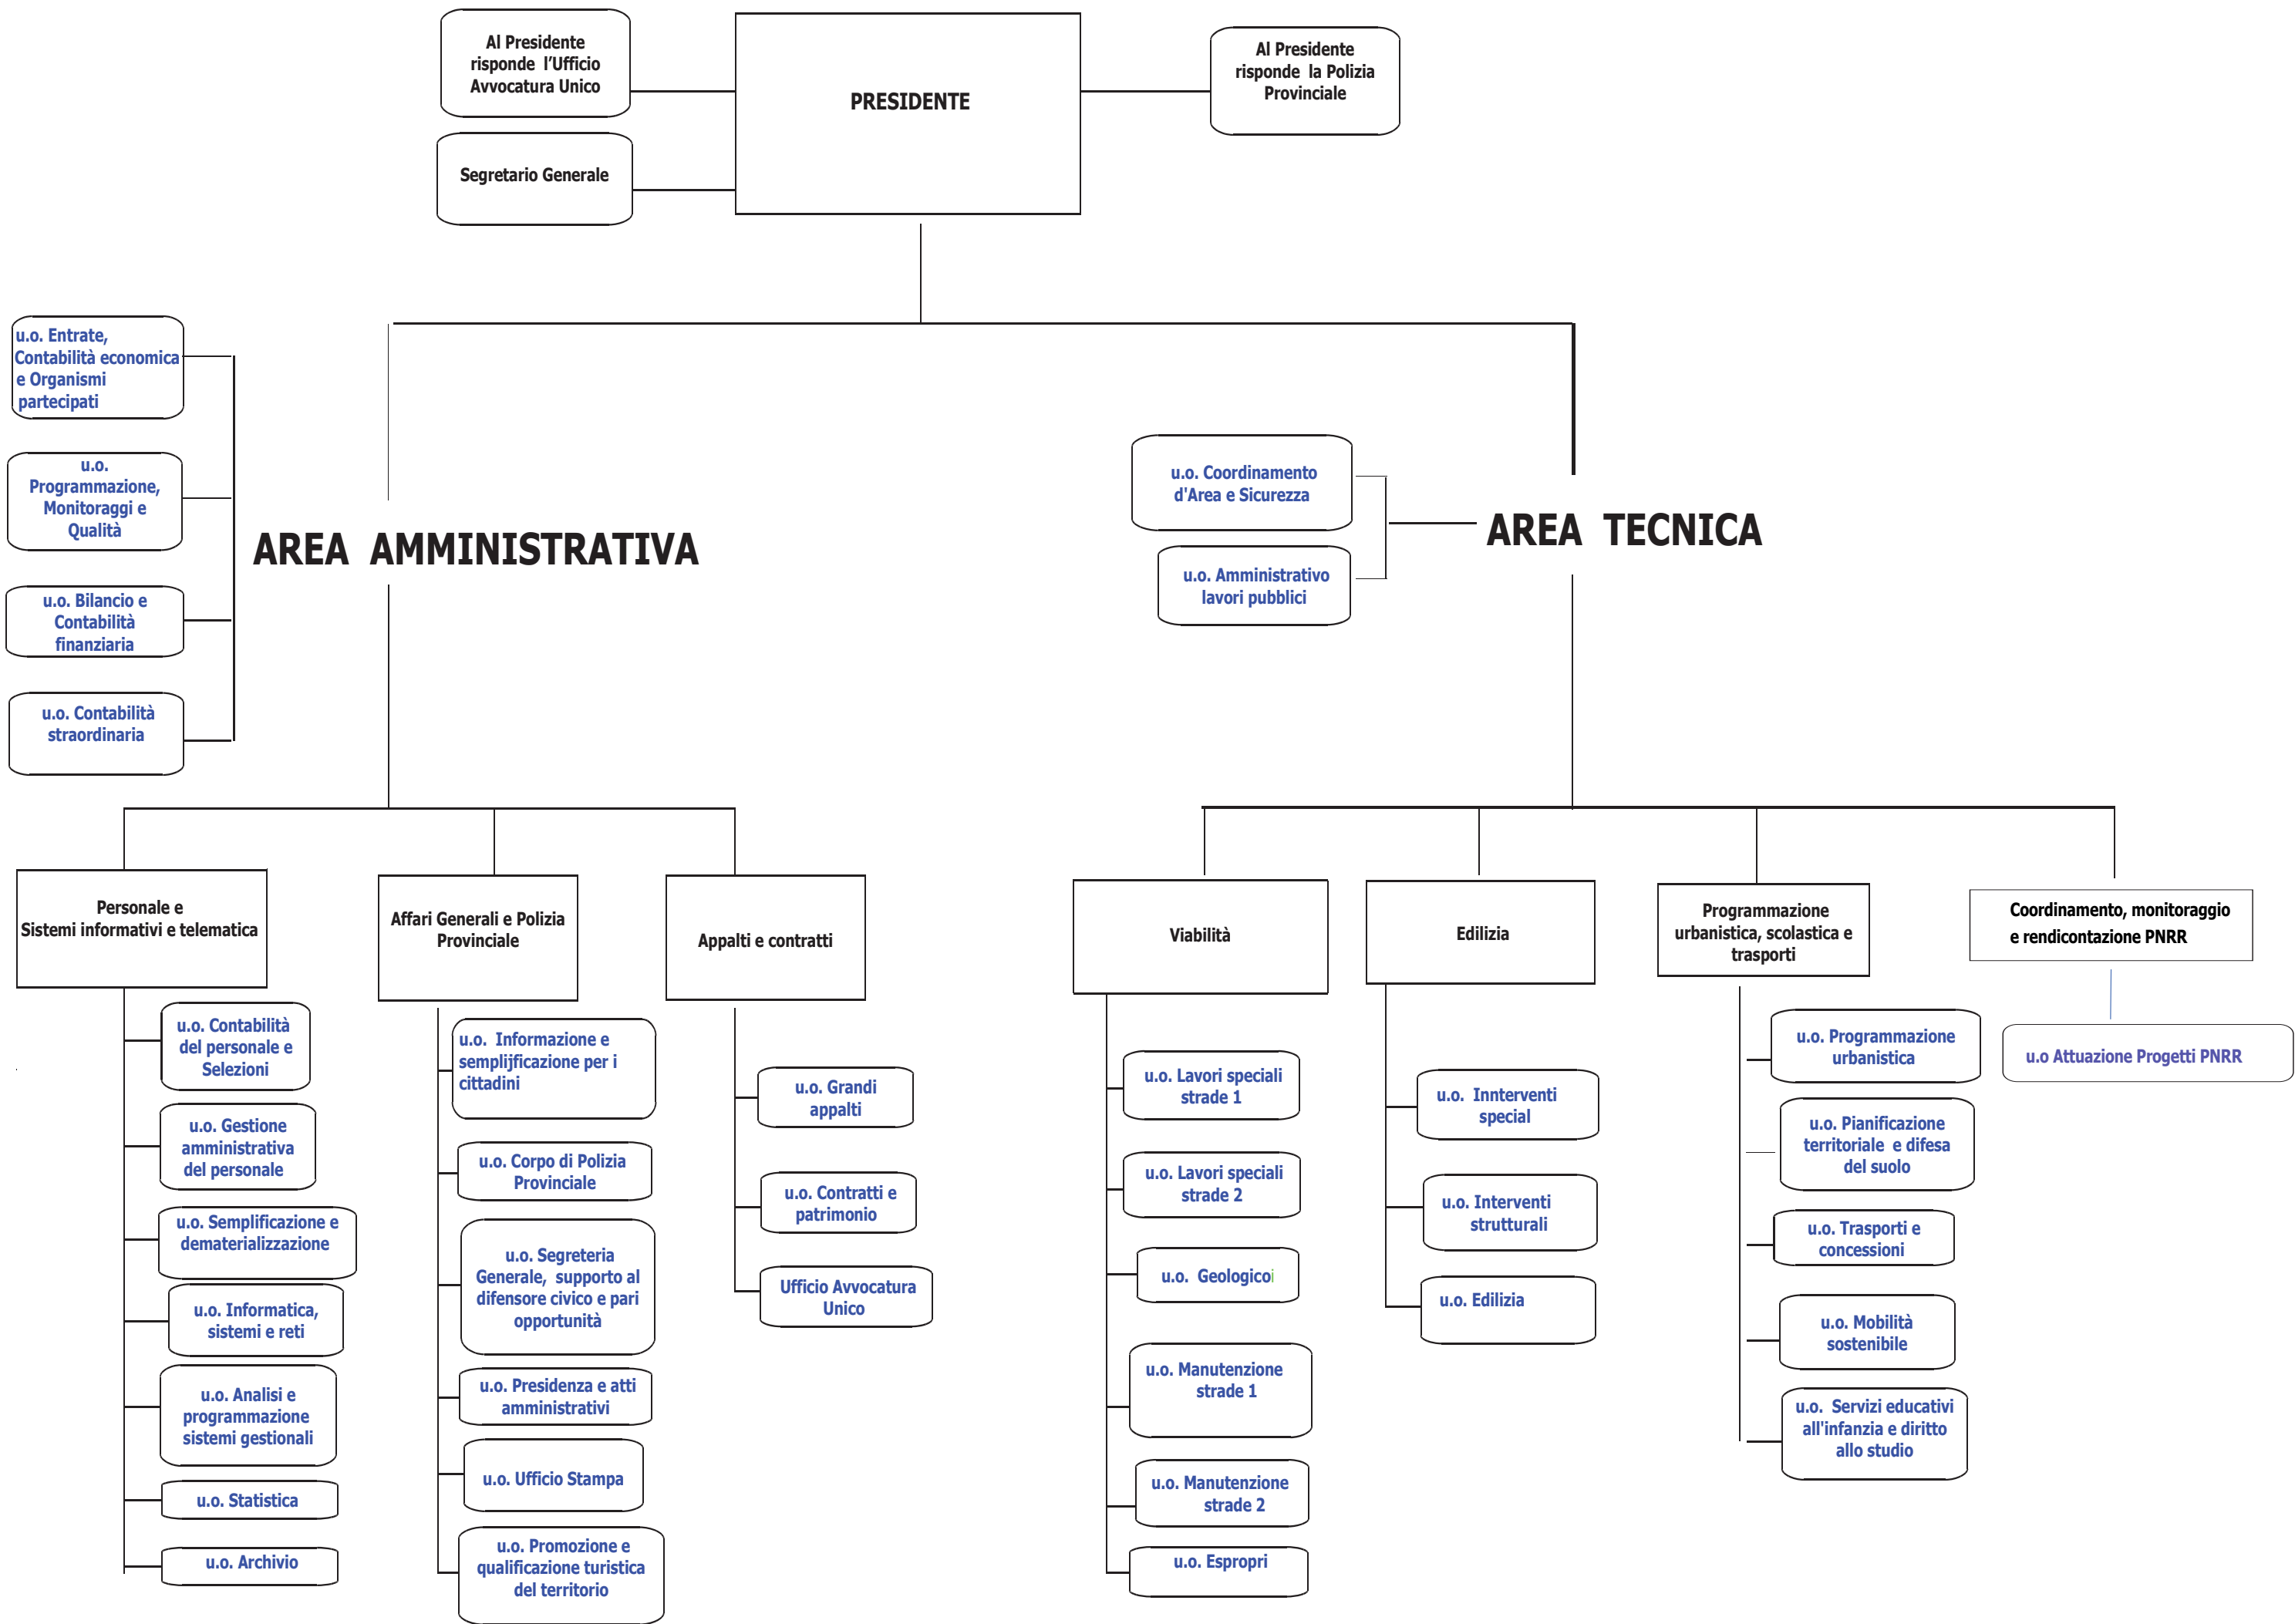 Al Presidente
risponde l'Ufficio
Avvocatura Unico
PRESIDENTE
Al Presidente
risponde la Polizia
Provinciale
Segretario Generale
u.o. Entrate,
Contabilità economica
e Organismi
partecipati
u.o.
Programmazione,
Monitoraggi e
Qualità
u.o. Bilancio e
Contabilità
finanziaria
u.o. Contabilità
straordinaria
AREA AMMINISTRATIVA
u.o. Coordinamento
d'Area e Sicurezza
u.o. Amministrativo
lavori pubblici
AREA TECNICA
Personale e
Sistemi informativi e telematica
u.o. Contabilità
del personale e
Selezioni
u.o. Gestione
amministrativa
del personale
u.o. Semplificazione e
dematerializzazione
u.o. Informatica,
sistemi e reti
u.o. Analisi e
programmazione
sistemi gestionali
u.o. Statistica
u.o. Archivio
Affari Generali e Polizia
Provinciale
u.o. Informazione e
semplijficazione per i
cittadini
u.o. Corpo di Polizia
Provinciale
u.o. Segreteria
Generale, supporto al
difensore civico e pari
opportunità
u.o. Presidenza e atti
amministrativi
u.o. Ufficio Stampa
u.o. Promozione e
qualificazione turistica
del territorio
Appalti e contratti
u.o. Grandi
appalti
u.o. Contratti e
patrimonio
Ufficio Avvocatura
Unico
Viabilità
u.o. Lavori speciali
strade 1
u.o. Lavori speciali
strade 2
u.o. Geologicoi
u.o. Manutenzione
strade 1
u.o. Manutenzione
strade 2
u.o. Espropri
Edilizia
u.o. Innterventi
special
u.o. Interventi
strutturali
u.o. Edilizia
Programmazione
urbanistica, scolastica e
trasporti
u.o. Programmazione
urbanistica
u.o. Pianificazione
territoriale e difesa
del suolo
u.o. Trasporti e
concessioni
u.o. Mobilità
sostenibile
u.o. Servizi educativi
all'infanzia e diritto
allo studio
Coordinamento, monitoraggio
e rendicontazione PNRR
u.o Attuazione Progetti PNRR